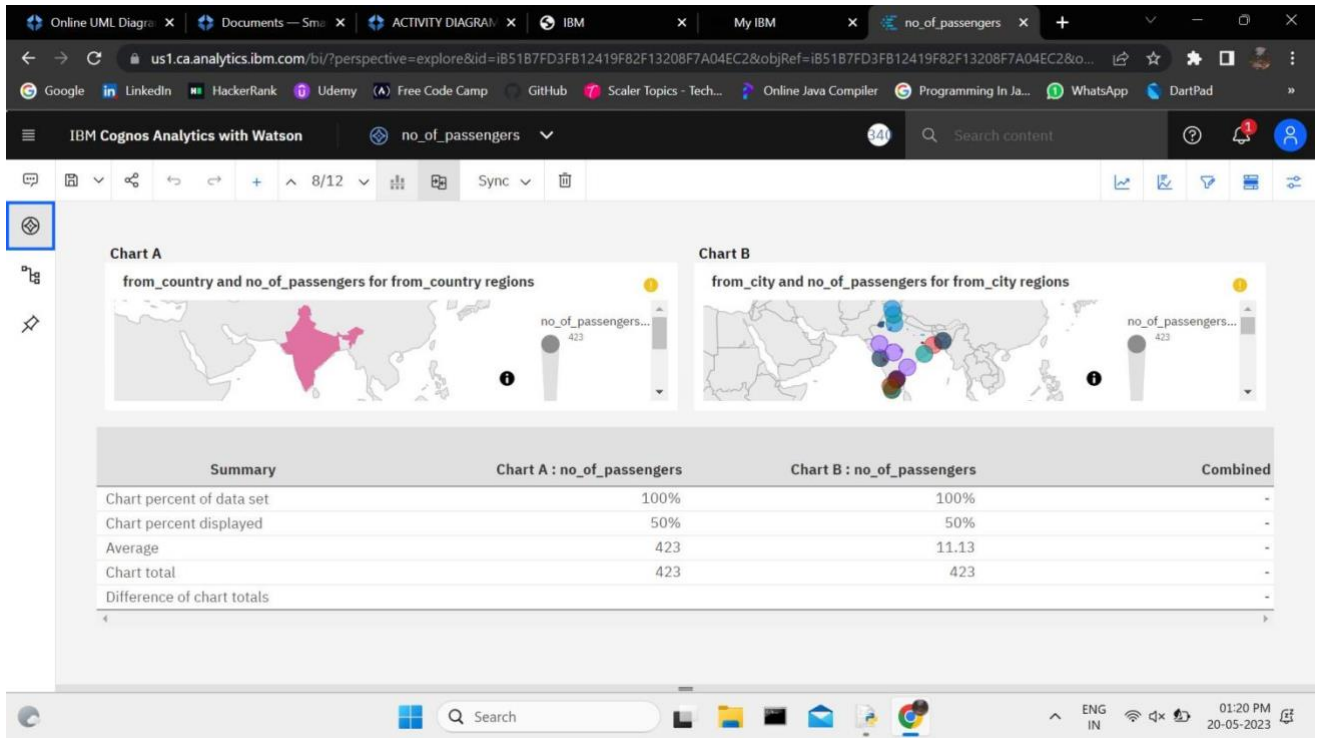 Online UML Diagra
Documents — Sma
ACTIVITY DIAGRAM
IBM
My IBM
no_of_passengers
us1.ca.analytics.ibm.com/bi/?perspective=explore&id=iB51B7FD3FB12419F82F13208F7A04EC2&objRef=iB51B7FD3FB12419F82F13208F7A04EC2&o...
Google LinkedIn HackerRank Udemy Free Code Camp GitHub Scaler Topics - Tech... Online Java Compiler Programming In Ja... WhatsApp DartPad »
IBM Cognos Analytics with Watson no_of_passengers 340 Search content 1
8/12 Sync
Chart A Chart B
from_country and no_of_passengers for from_country regions
no_of_passengers...
423
from_city and no_of_passengers for from_city regions
no_of_passengers...
423
Summary Chart A : no_of_passengers Chart B : no_of_passengers Combined
Chart percent of data set 100% 100% -
Chart percent displayed 50% 50% -
Average 423 11.13 -
Chart total 423 423 -
Difference of chart totals -
Search
ENG 01:20 PM
IN 20-05-2023